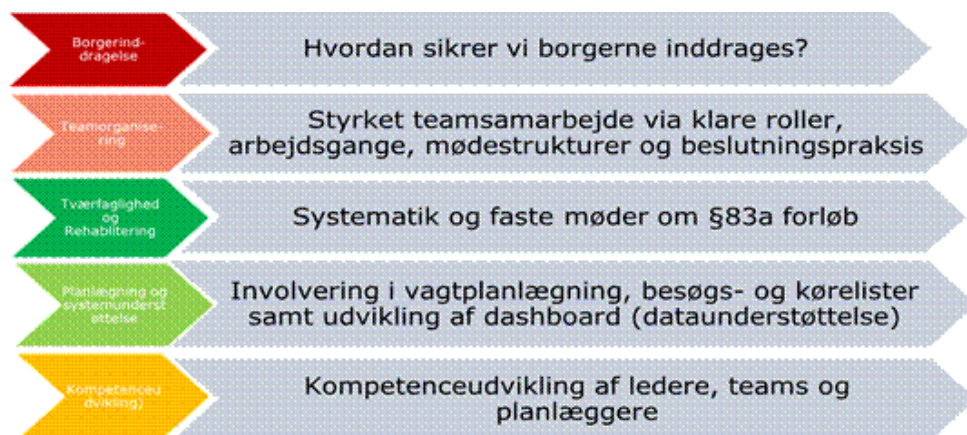 Borgerind-
dragelse
Hvordan sikrer vi borgerne inddrages?
Teamorganise-
ring
Styrket teamsamarbejde via klare roller,
arbejdsgange, mødestrukturer og beslutningspraksis
Tværfaglighed
og
Rehablitering
Systematik og faste møder om §83a forløb
Planlægning og
systemunderst
øttelse
Involvering i vagtplanlægning, besøgs- og kørelister
samt udvikling af dashboard (dataunderstøttelse)
Kompetenceu
dvikling)
Kompetenceudvikling af ledere, teams og
planlæggere